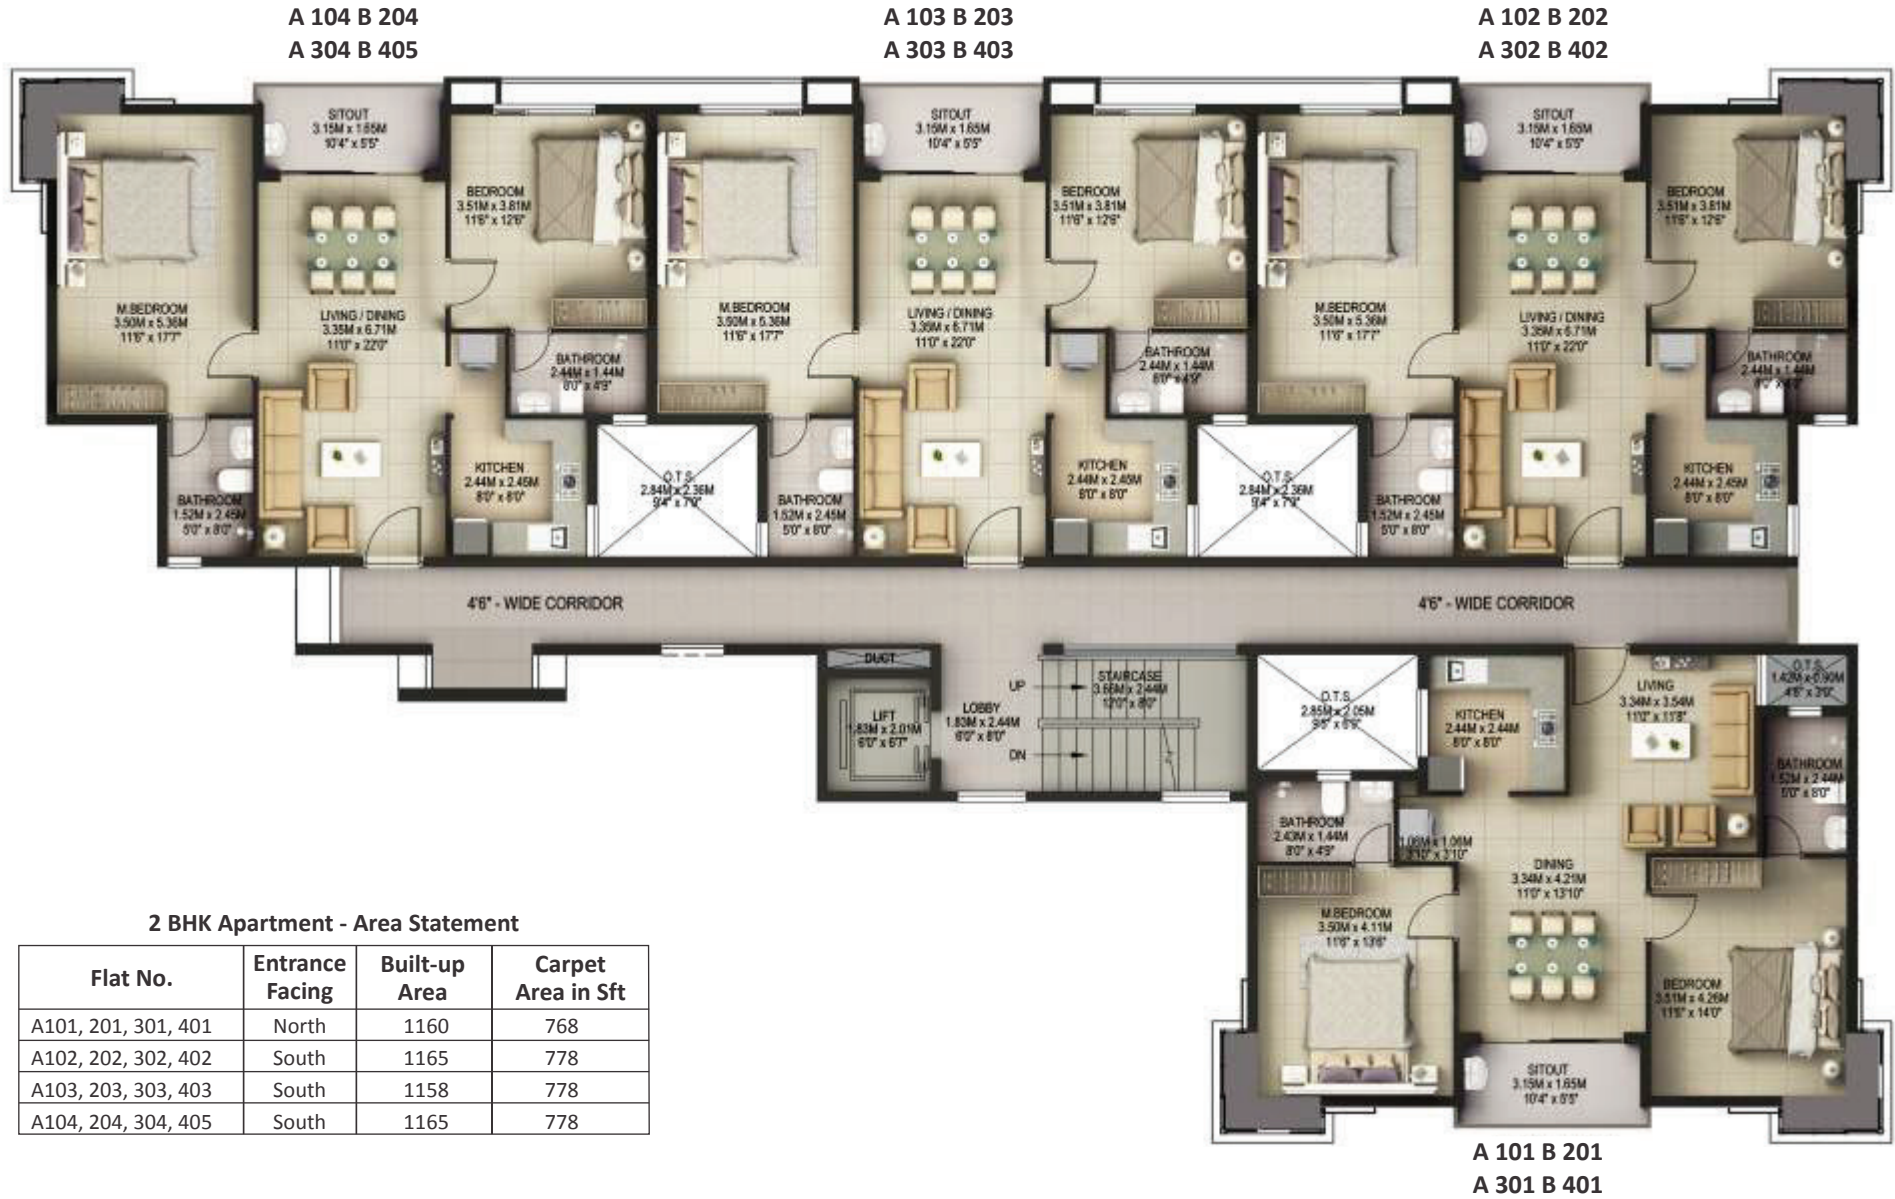 A 104 B 204
A 304 B 405
A 103 B 203
A 303 B 403
A 102 B 202
A 302 B 402
SITOUT
3.15M x 1.65M
10'4" x 5'5"
BEDROOM
3.51M x 3.81M
11'6" x 12'6"
M.BEDROOM
3.50M x 5.36M
11'6" x 17'7"
LIVING / DINING
3.35M x 6.71M
11'0" x 22'0"
BATHROOM
2.44M x 1.44M
8'0" x 4'9"
KITCHEN
2.44M x 2.45M
8'0" x 8'0"
BATHROOM
1.52M x 2.45M
5'0" x 8'0"
O.T.S.
2.84M x 2.36M
9'4" x 7'9"
SITOUT
3.15M x 1.65M
10'4" x 5'5"
BEDROOM
3.51M x 3.81M
11'6" x 12'6"
M.BEDROOM
3.50M x 5.36M
11'6" x 17'7"
LIVING / DINING
3.35M x 6.71M
11'0" x 22'0"
BATHROOM
2.44M x 1.44M
8'0" x 4'9"
KITCHEN
2.44M x 2.45M
8'0" x 8'0"
BATHROOM
1.52M x 2.45M
5'0" x 8'0"
O.T.S.
2.84M x 2.36M
9'4" x 7'9"
SITOUT
3.15M x 1.65M
10'4" x 5'5"
BEDROOM
3.51M x 3.81M
11'6" x 12'6"
M.BEDROOM
3.50M x 5.36M
11'6" x 17'7"
LIVING / DINING
3.35M x 6.71M
11'0" x 22'0"
BATHROOM
2.44M x 1.44M
8'0" x 4'9"
KITCHEN
2.44M x 2.45M
8'0" x 8'0"
BATHROOM
1.52M x 2.45M
5'0" x 8'0"
4'6" - WIDE CORRIDOR
4'6" - WIDE CORRIDOR
DUCT
LIFT
1.83M x 2.01M
6'0" x 6'7"
LOBBY
1.83M x 2.44M
6'0" x 8'0"
UP
DN
STAIRCASE
3.66M x 2.44M
12'0" x 8'0"
O.T.S.
2.85M x 2.05M
9'5" x 6'9"
KITCHEN
2.44M x 2.44M
8'0" x 8'0"
LIVING
3.34M x 3.54M
11'0" x 11'8"
O.T.S.
1.42M x 0.90M
4'8" x 3'0"
BATHROOM
1.52M x 2.44M
5'0" x 8'0"
BATHROOM
2.43M x 1.44M
8'0" x 4'9"
1.06M x 1.06M
3'10" x 3'10"
DINING
3.34M x 4.21M
11'0" x 13'10"
M.BEDROOM
3.50M x 4.11M
11'6" x 13'6"
BEDROOM
3.51M x 4.26M
11'6" x 14'0"
SITOUT
3.15M x 1.65M
10'4" x 5'5"
A 101 B 201
A 301 B 401
2 BHK Apartment - Area Statement
Flat No. Entrance Facing Built-up Area Carpet Area in Sft
A101, 201, 301, 401 North 1160 768
A102, 202, 302, 402 South 1165 778
A103, 203, 303, 403 South 1158 778
A104, 204, 304, 405 South 1165 778